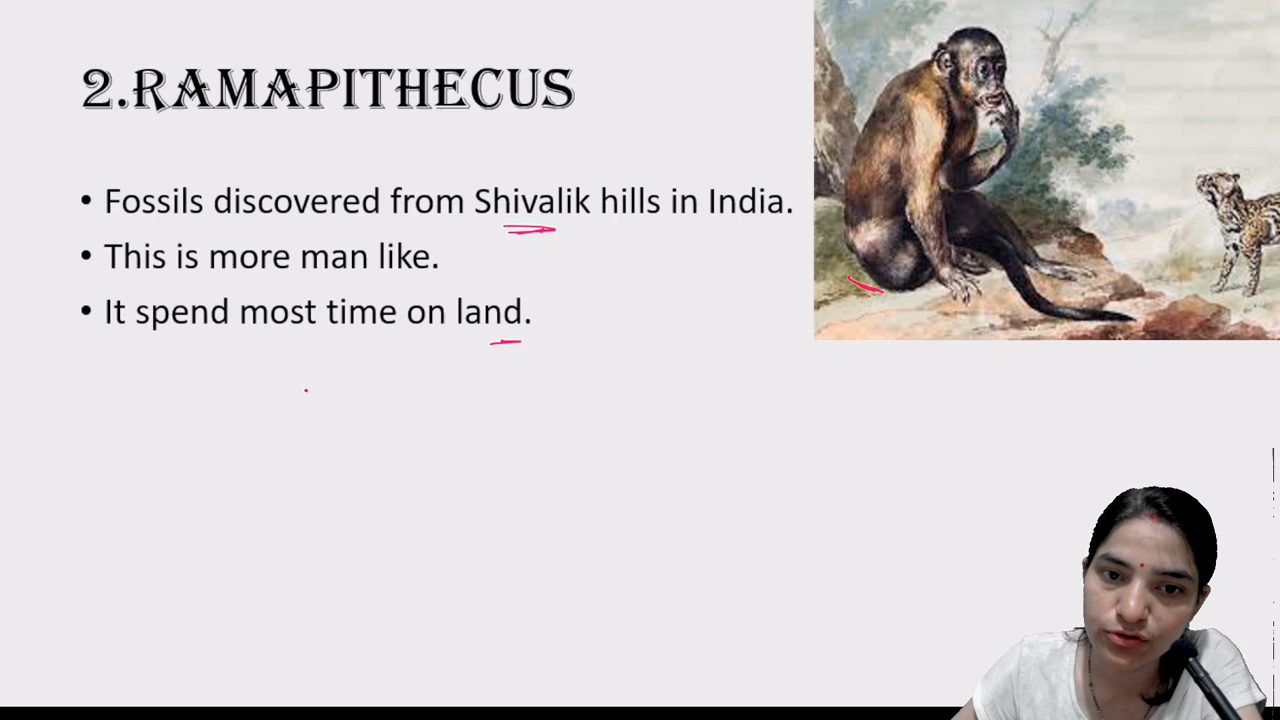 2.RAMAPITHECUS
• Fossils discovered from Shivalik hills in India.
• This is more man like.
• It spend most time on land.